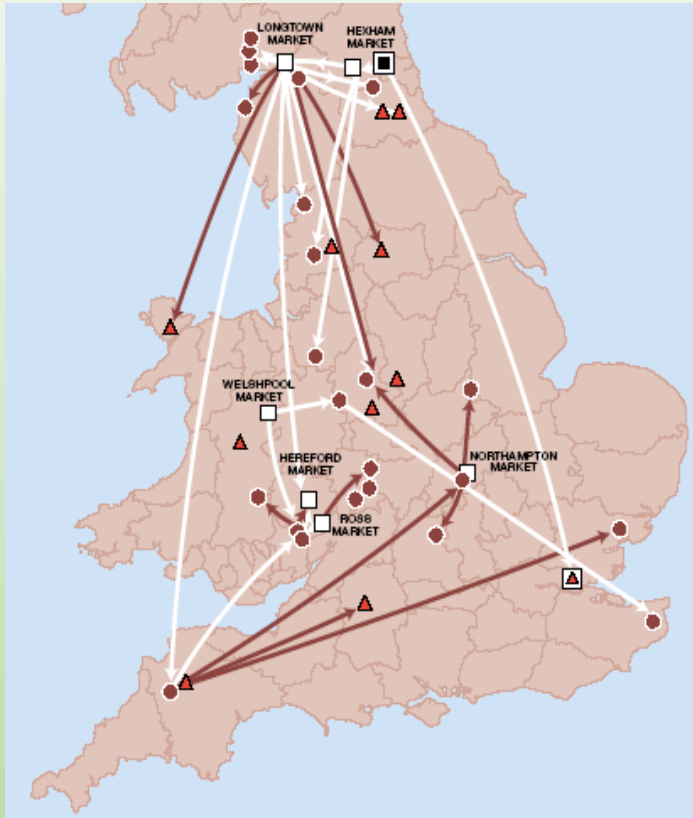 LONGTOWN
MARKET
HEXHAM
MARKET
WELSHPOOL
MARKET
HEREFORD
MARKET
NORTHAMPTON
MARKET
ROSS
MARKET